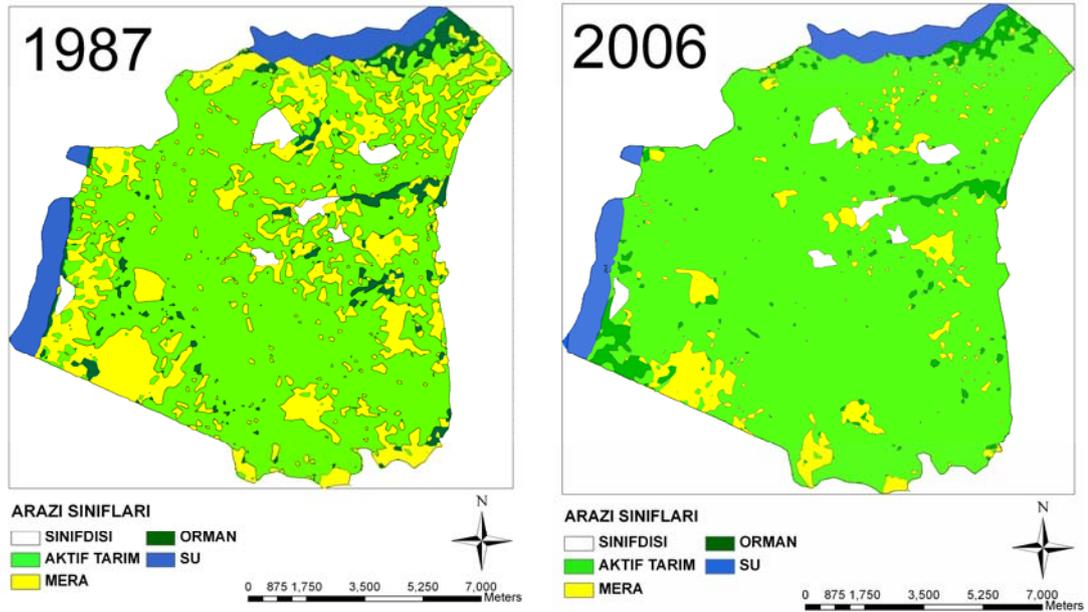 1987
ARAZI SINIFLARI
SINIFDISI
ORMAN
AKTIF TARIM
SU
MERA
N
0 875 1,750 3,500 5,250 7,000
Meters
2006
ARAZI SINIFLARI
SINIFDISI
ORMAN
AKTIF TARIM
SU
MERA
N
0 875 1,750 3,500 5,250 7,000
Meters